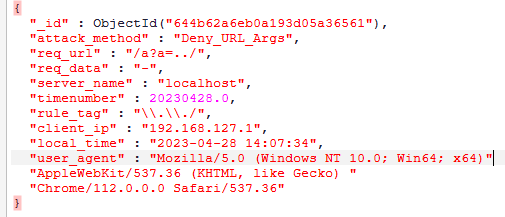 {
"_id" : ObjectId("644b62a6eb0a193d05a36561"),
"attack_method" : "Deny_URL_Args",
"req_url" : "/a?a=../",
"req_data" : "-",
"server_name" : "localhost",
"timenumber" : 20230428.0,
"rule_tag" : "\\.\\./",
"client_ip" : "192.168.127.1",
"local_time" : "2023-04-28 14:07:34",
"user_agent" : "Mozilla/5.0 (Windows NT 10.0; Win64; x64)"
"AppleWebKit/537.36 (KHTML, like Gecko) "
"Chrome/112.0.0.0 Safari/537.36"
}